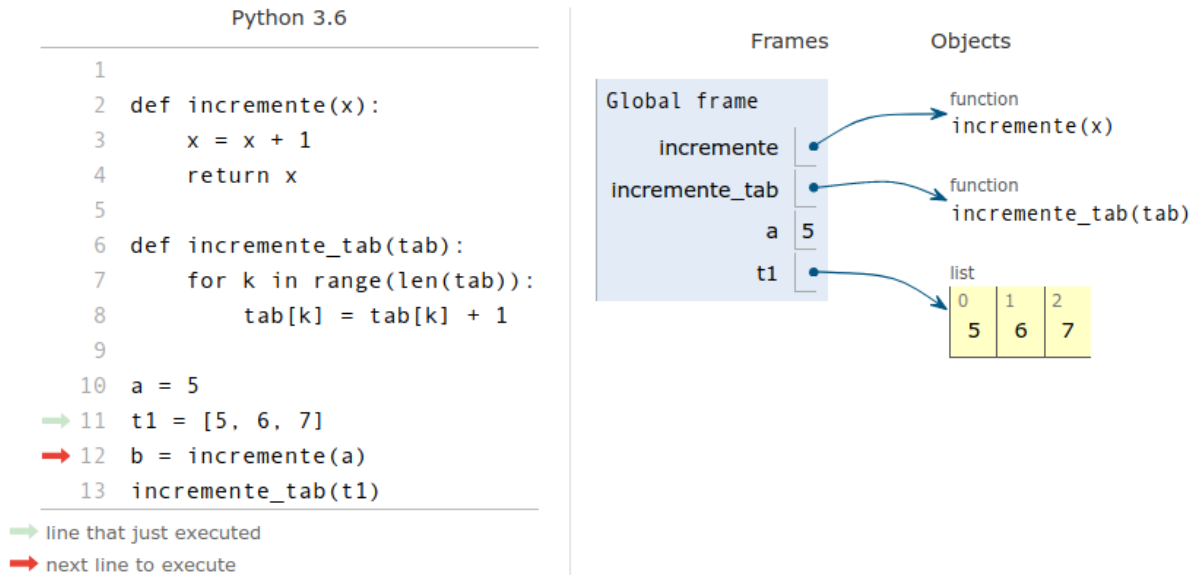 Python 3.6
1
2 def incremente(x):
3     x = x + 1
4     return x
5
6 def incremente_tab(tab):
7     for k in range(len(tab)):
8         tab[k] = tab[k] + 1
9
10 a = 5
11 t1 = [5, 6, 7]
12 b = incremente(a)
13 incremente_tab(t1)
line that just executed
next line to execute
Frames Objects
Global frame
incremente
incremente_tab
a 5
t1
function
incremente(x)
function
incremente_tab(tab)
list
0 1 2
5 6 7